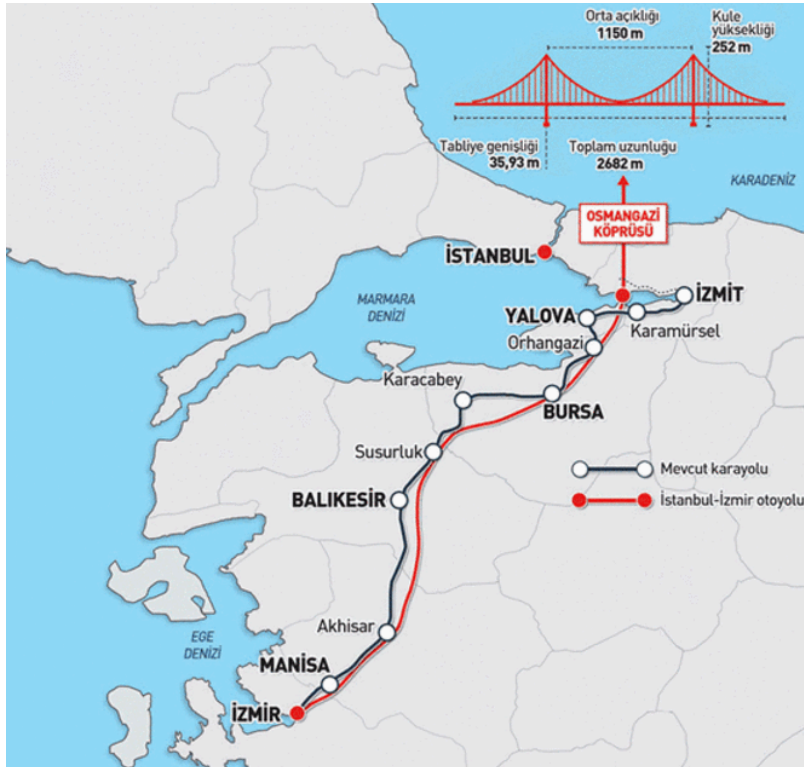 Orta açıklığı
1150 m
Kule
yüksekliği
252 m
Tabliye genişliği
35,93 m
Toplam uzunluğu
2682 m
KARADENİZ
OSMANGAZİ
KÖPRÜSÜ
İSTANBUL
MARMARA
DENİZİ
YALOVA
İZMİT
Karamürsel
Orhangazi
Karacabey
BURSA
Susurluk
Mevcut karayolu
BALIKESİR
İstanbul-İzmir otoyolu
Akhisar
EGE
DENİZİ
MANİSA
İZMİR